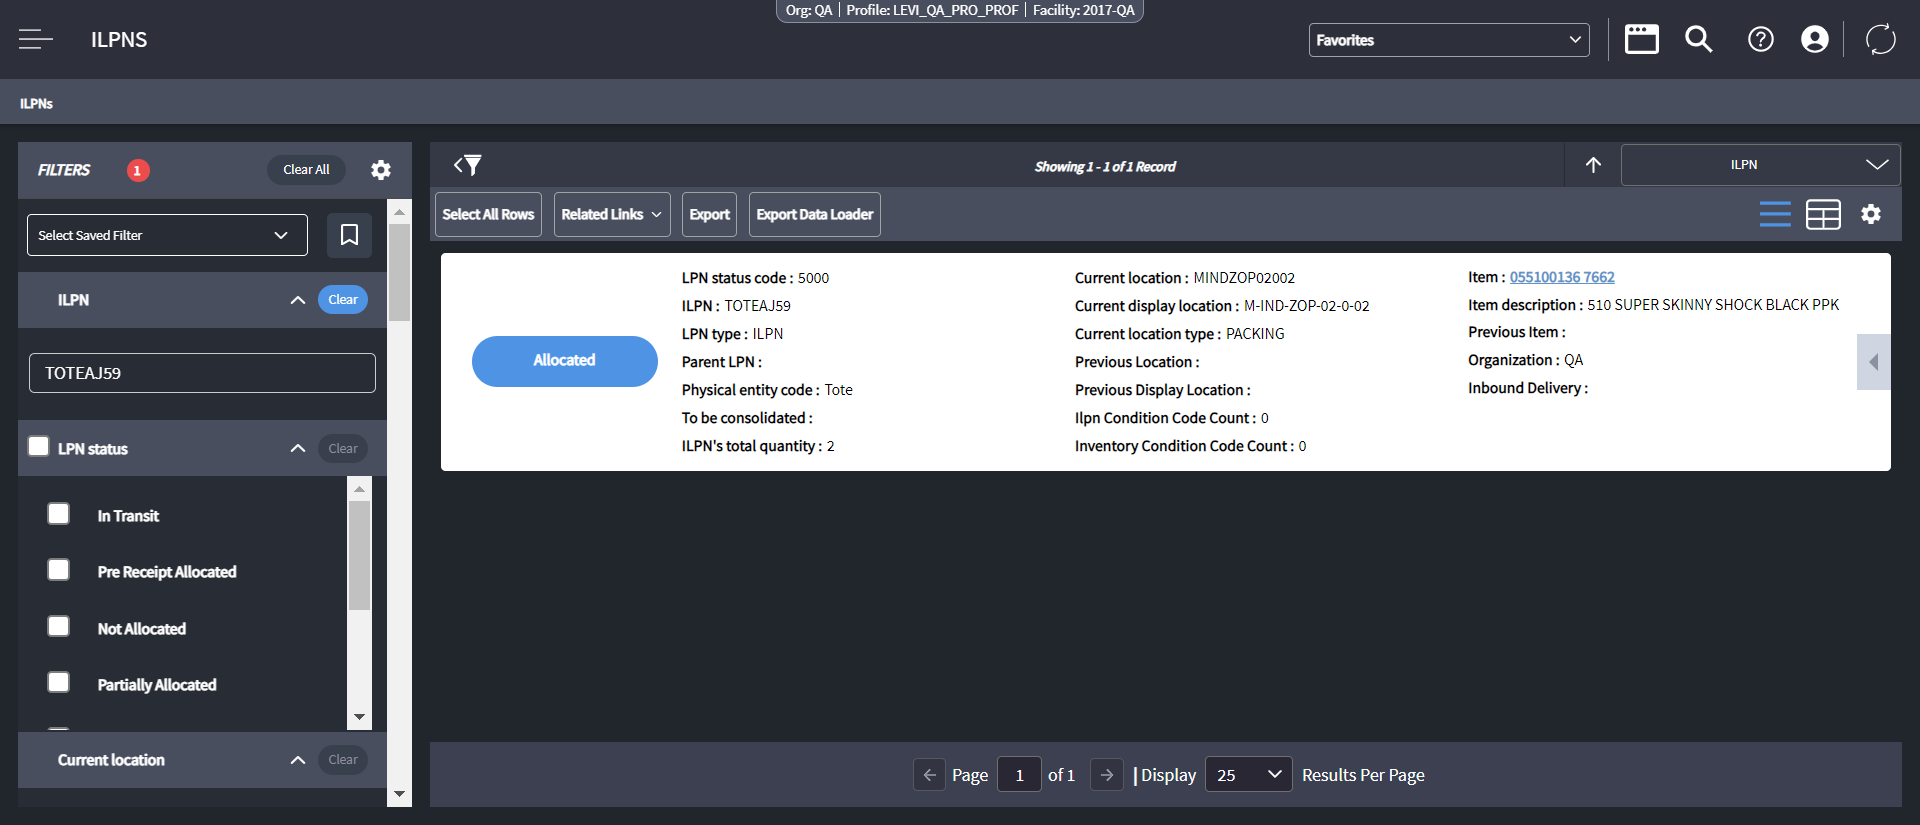 Org: QA | Profile: LEVI_QA_PRO_PROF | Facility: 2017-QA
ILPNS
Favorites
ILPNs
FILTERS 1 Clear All
Select Saved Filter
ILPN Clear
TOTEAJ59
LPN status Clear
In Transit
Pre Receipt Allocated
Not Allocated
Partially Allocated
Current location Clear
Showing 1 - 1 of 1 Record
ILPN
Select All Rows Related Links Export Export Data Loader
Allocated
LPN status code : 5000
ILPN : TOTEAJ59
LPN type : ILPN
Parent LPN :
Physical entity code : Tote
To be consolidated :
ILPN's total quantity : 2
Current location : MINDZOP02002
Current display location : M-IND-ZOP-02-0-02
Current location type : PACKING
Previous Location :
Previous Display Location :
Ilpn Condition Code Count : 0
Inventory Condition Code Count : 0
Item : 055100136 7662
Item description : 510 SUPER SKINNY SHOCK BLACK PPK
Previous Item :
Organization : QA
Inbound Delivery :
Page 1 of 1 | Display 25 Results Per Page